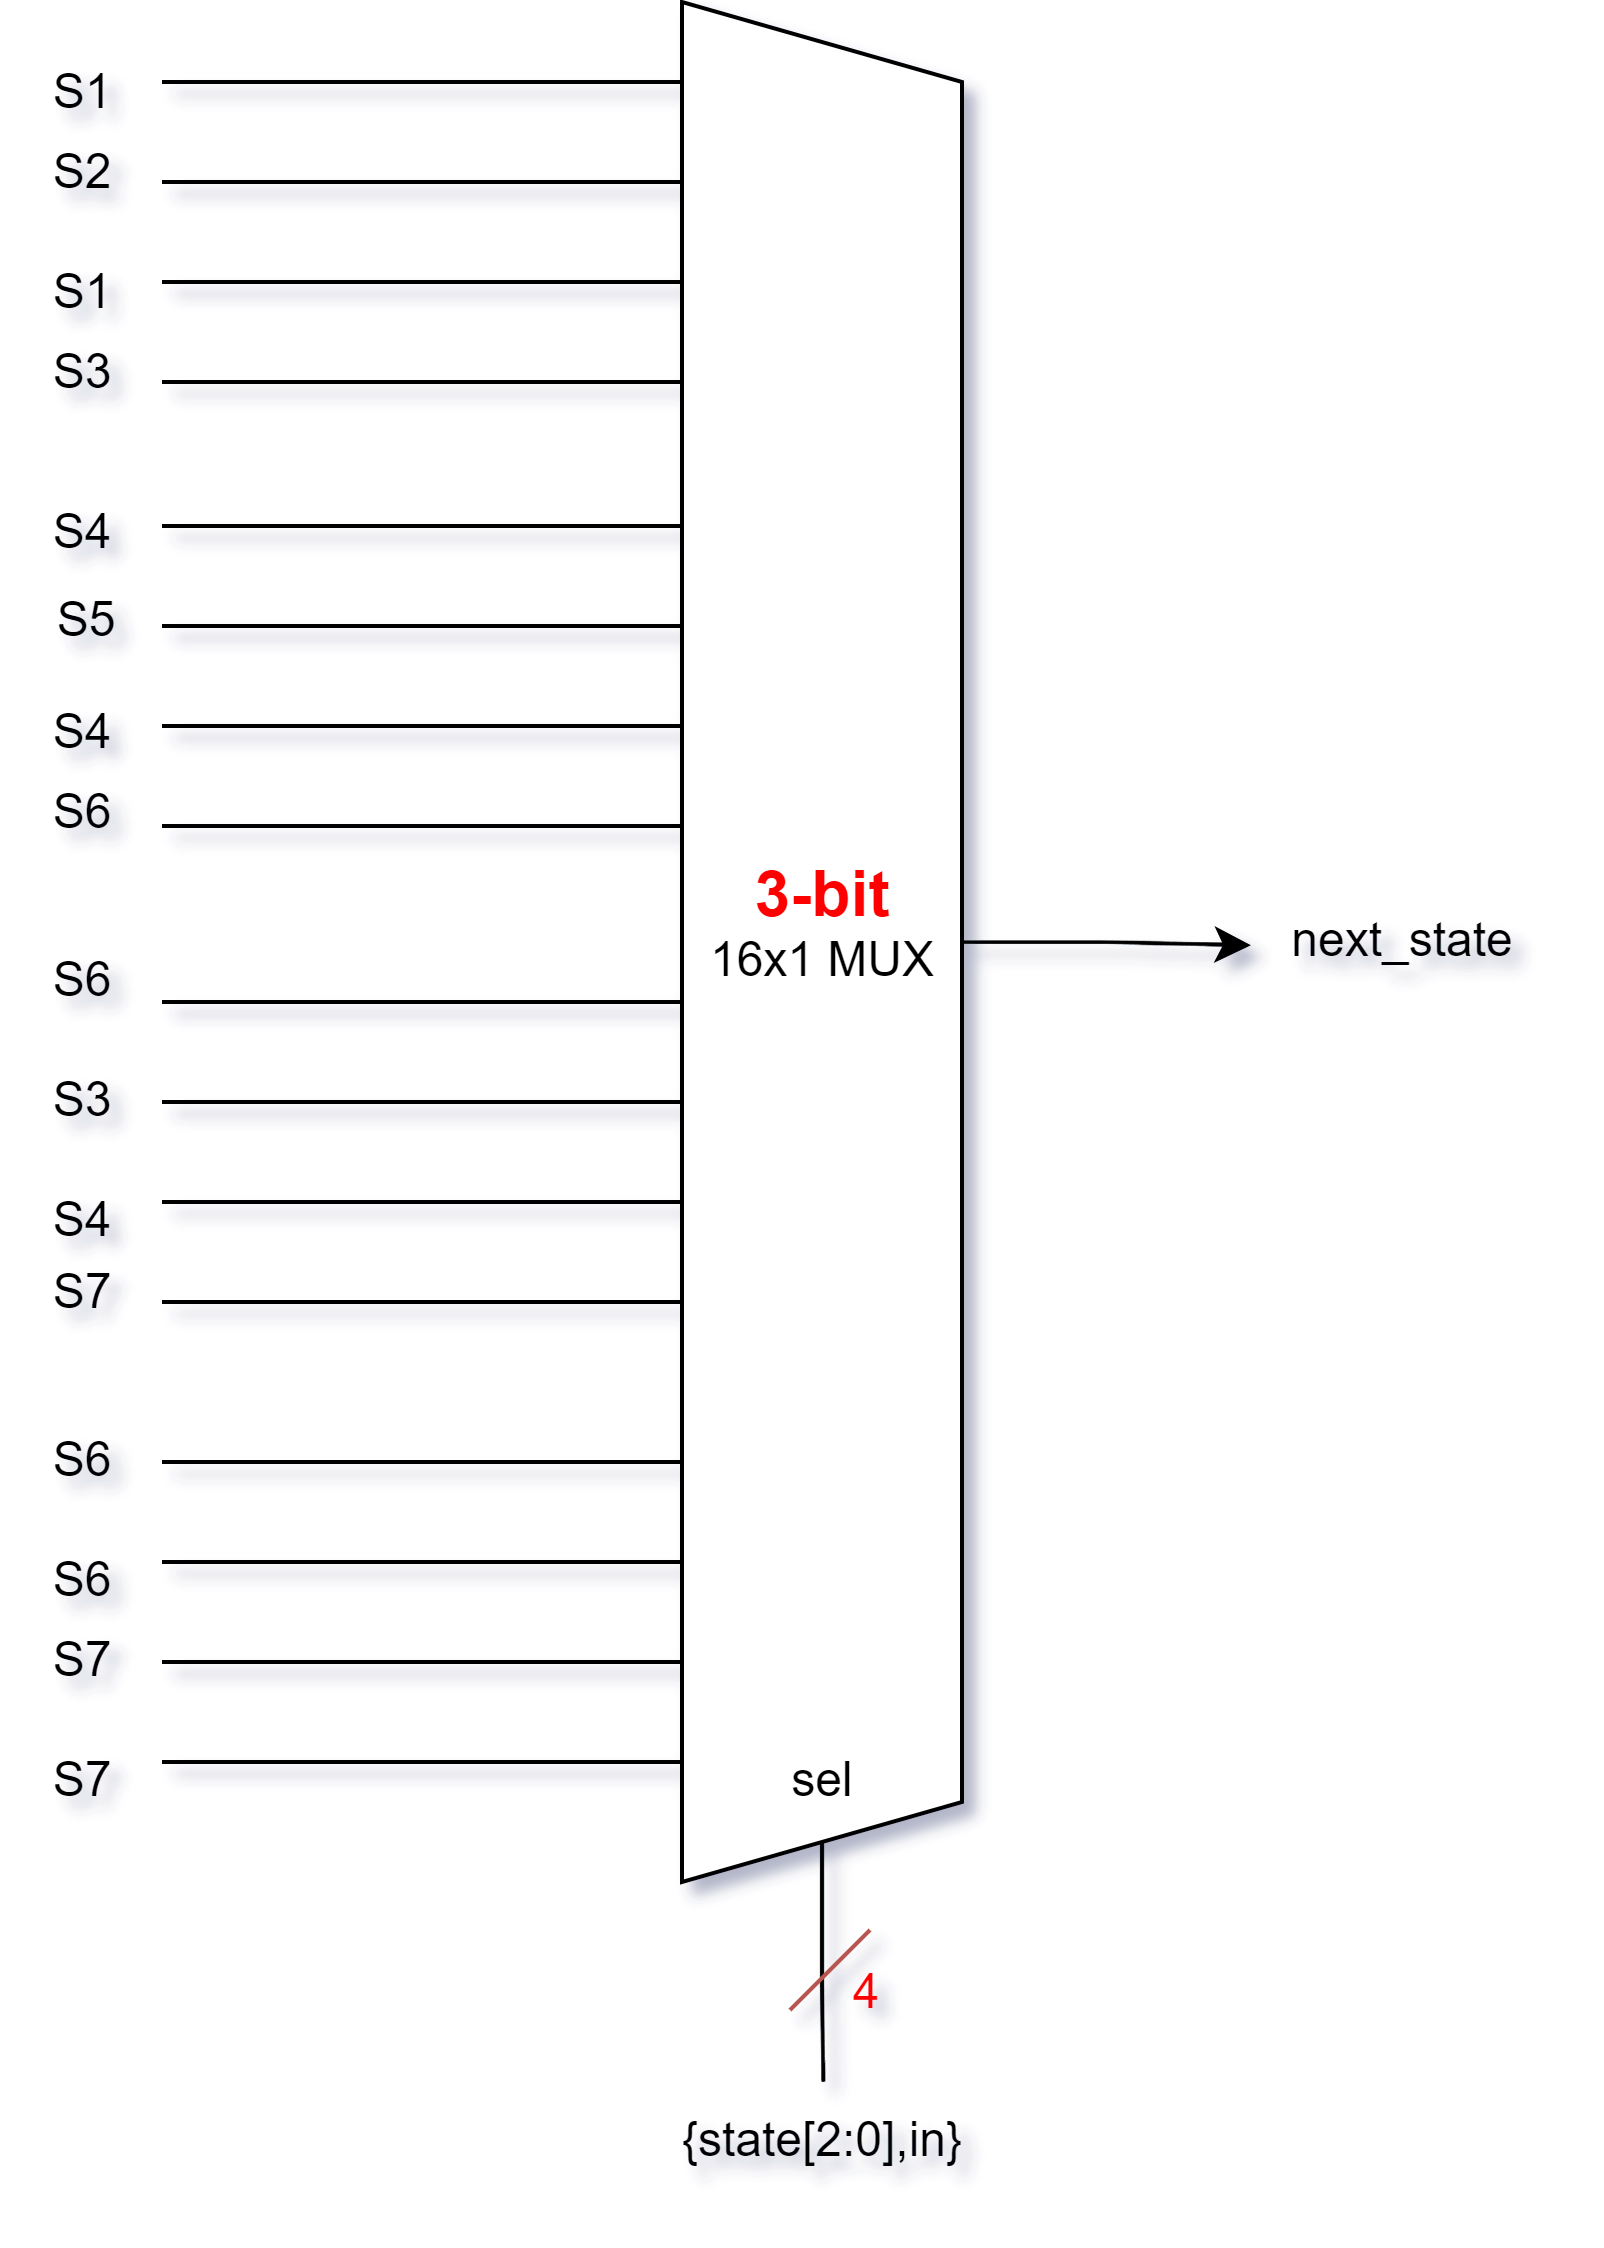 S1
S2
S1
S3
S4
S5
S4
S6
3-bit
16x1 MUX
next_state
S6
S3
S4
S7
S6
S6
S7
S7
sel
4
{state[2:0],in}